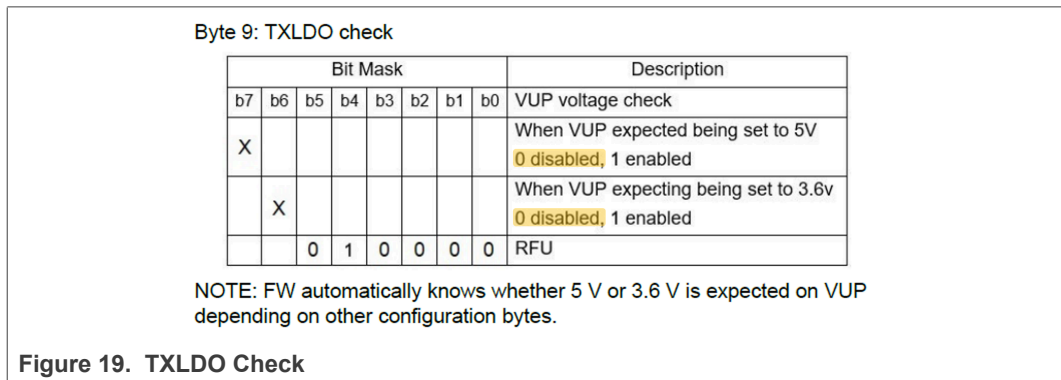 Byte 9: TXLDO check
Bit Mask Description
b7 b6 b5 b4 b3 b2 b1 b0 VUP voltage check
X When VUP expected being set to 5V
0 disabled, 1 enabled
X When VUP expecting being set to 3.6v
0 disabled, 1 enabled
0 1 0 0 0 0 RFU
NOTE: FW automatically knows whether 5 V or 3.6 V is expected on VUP
depending on other configuration bytes.
Figure 19. TXLDO Check